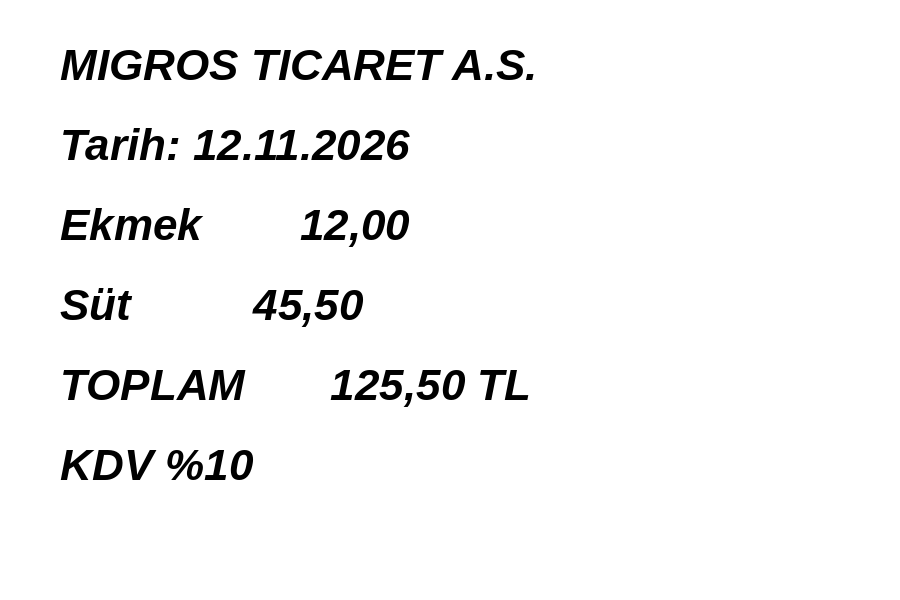 MIGROS TICARET A.S.
Tarih: 12.11.2026
Ekmek 12,00
Süt 45,50
TOPLAM 125,50 TL
KDV %10